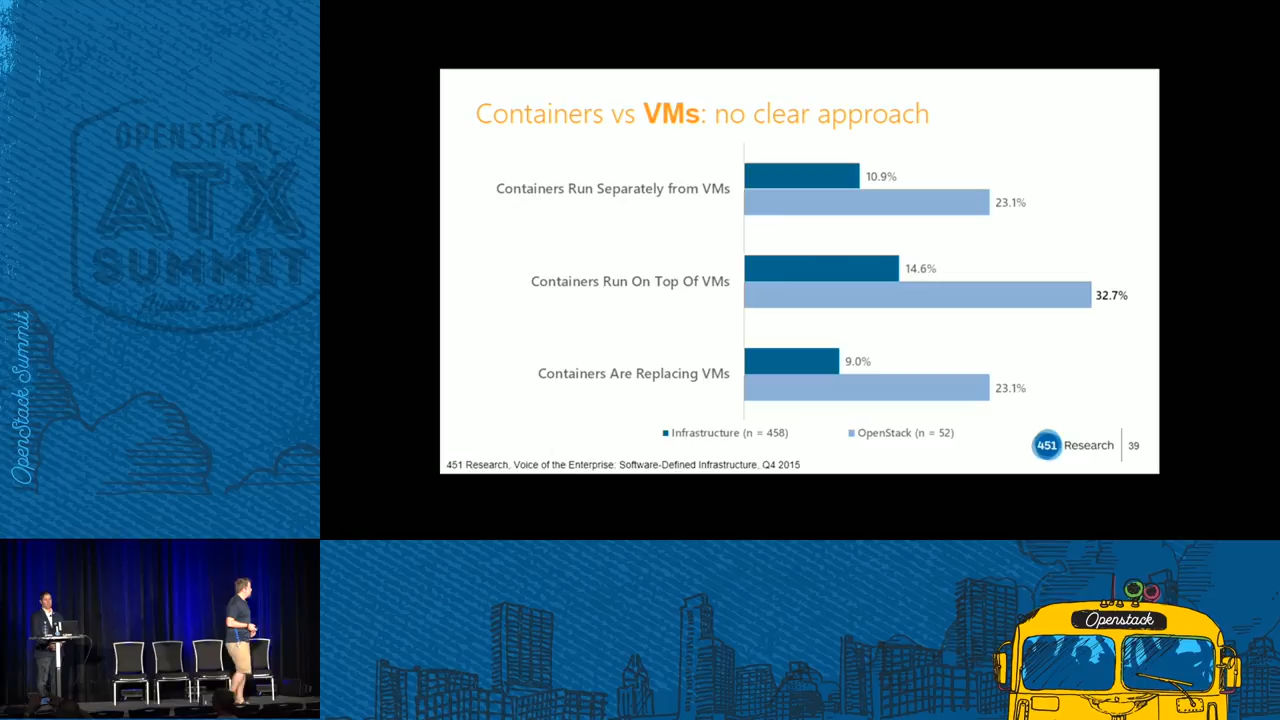 OPENSTACK
ATX
SUMMIT
Austin, Texas
OpenStack Summit
Containers vs VMs: no clear approach
Containers Run Separately from VMs
10.9%
23.1%
Containers Run On Top Of VMs
14.6%
32.7%
Containers Are Replacing VMs
9.0%
23.1%
Infrastructure (n = 458)
OpenStack (n = 52)
451 Research
39
451 Research, Voice of the Enterprise: Software-Defined Infrastructure, Q4 2015
Openstack